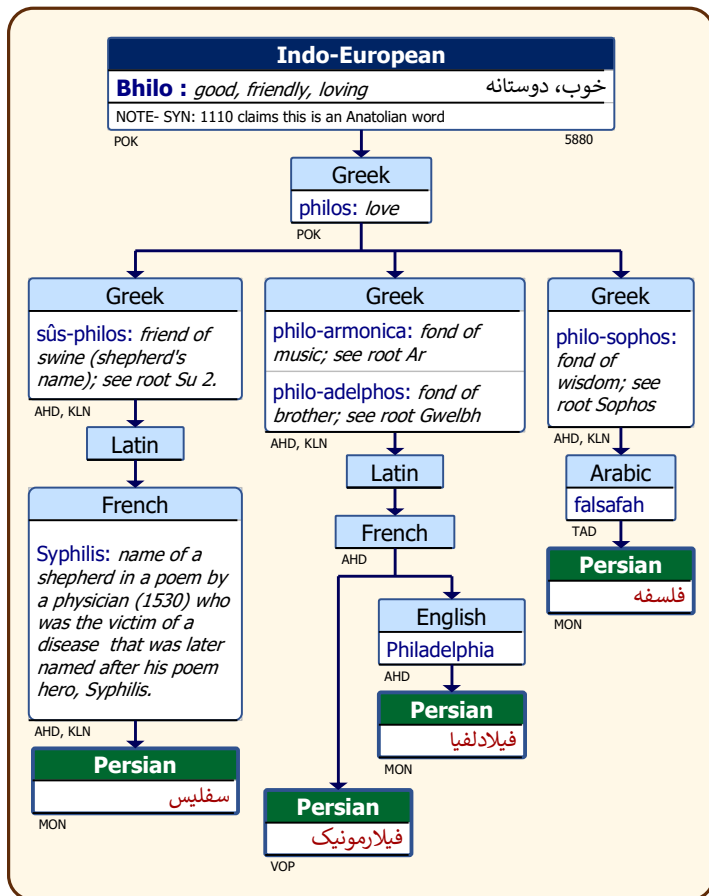 Indo-European
Bhilo : good, friendly, loving خوب، دوستانه
NOTE- SYN: 1110 claims this is an Anatolian word
POK 5880
Greek
philos: love
POK
Greek
sûs-philos: friend of
swine (shepherd's
name); see root Su 2.
AHD, KLN
Latin
French
Syphilis: name of a
shepherd in a poem by
a physician (1530) who
was the victim of a
disease that was later
named after his poem
hero, Syphilis.
AHD, KLN
Persian
سفلیس
MON
Greek
philo-armonica: fond of
music; see root Ar
philo-adelphos: fond of
brother; see root Gwelbh
AHD, KLN
Latin
French
AHD
English
Philadelphia
AHD
Persian
فیلادلفیا
MON
Persian
فیلارمونیک
VOP
Greek
philo-sophos:
fond of
wisdom; see
root Sophos
AHD, KLN
Arabic
falsafah
TAD
Persian
فلسفه
MON